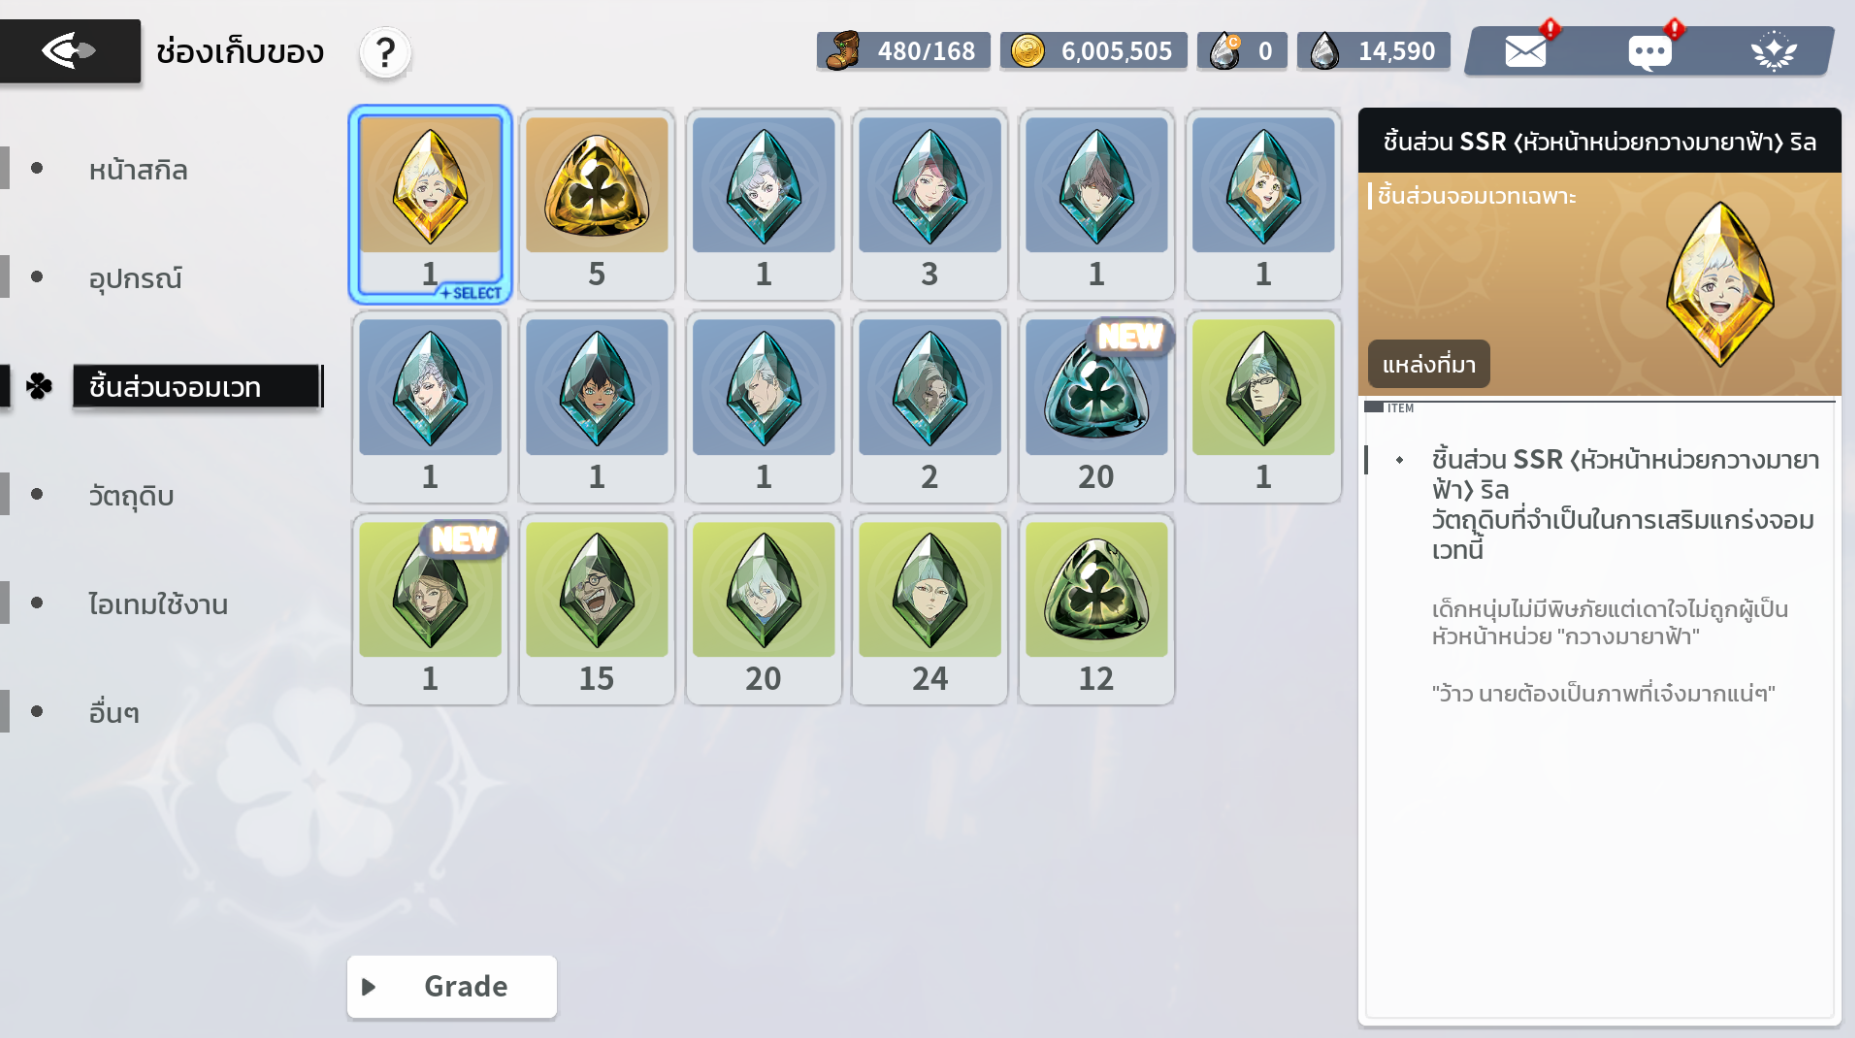 ช่องเก็บของ
?
480/168
6,005,505
C
0
14,590
หน้าสกิล
อุปกรณ์
ชิ้นส่วนจอมเวท
วัตถุดิบ
ไอเทมใช้งาน
อื่นๆ
1
+SELECT
5
1
3
1
1
1
1
1
2
NEW
20
1
NEW
1
15
20
24
12
Grade
ชิ้นส่วน SSR ⟨หัวหน้าหน่วยกวางมายาฟ้า⟩ ริล
ชิ้นส่วนจอมเวทเฉพาะ
แหล่งที่มา
ITEM
ชิ้นส่วน SSR ⟨หัวหน้าหน่วยกวางมายา
ฟ้า⟩ ริล
วัตถุดิบที่จำเป็นในการเสริมแกร่งจอม
เวทนี้
เด็กหนุ่มไม่มีพิษภัยแต่เดาใจไม่ถูกผู้เป็น
หัวหน้าหน่วย "กวางมายาฟ้า"
"ว้าว นายต้องเป็นภาพที่เจ๋งมากแน่ๆ"